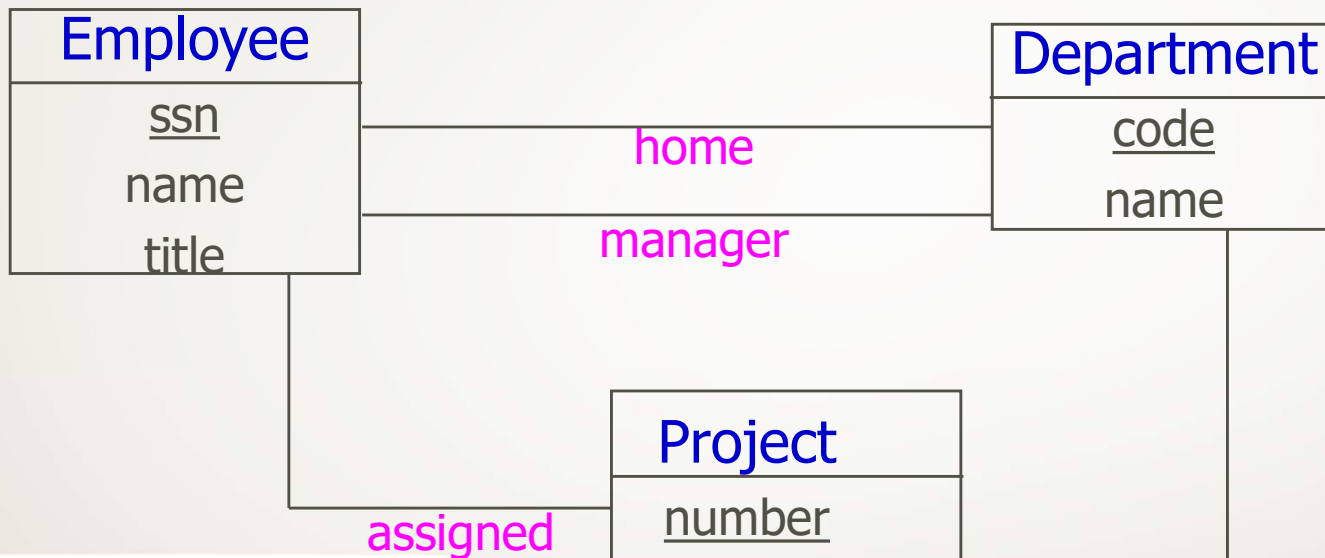 Employee
ssn
name
title
Department
code
name
home
manager
Project
number
assigned